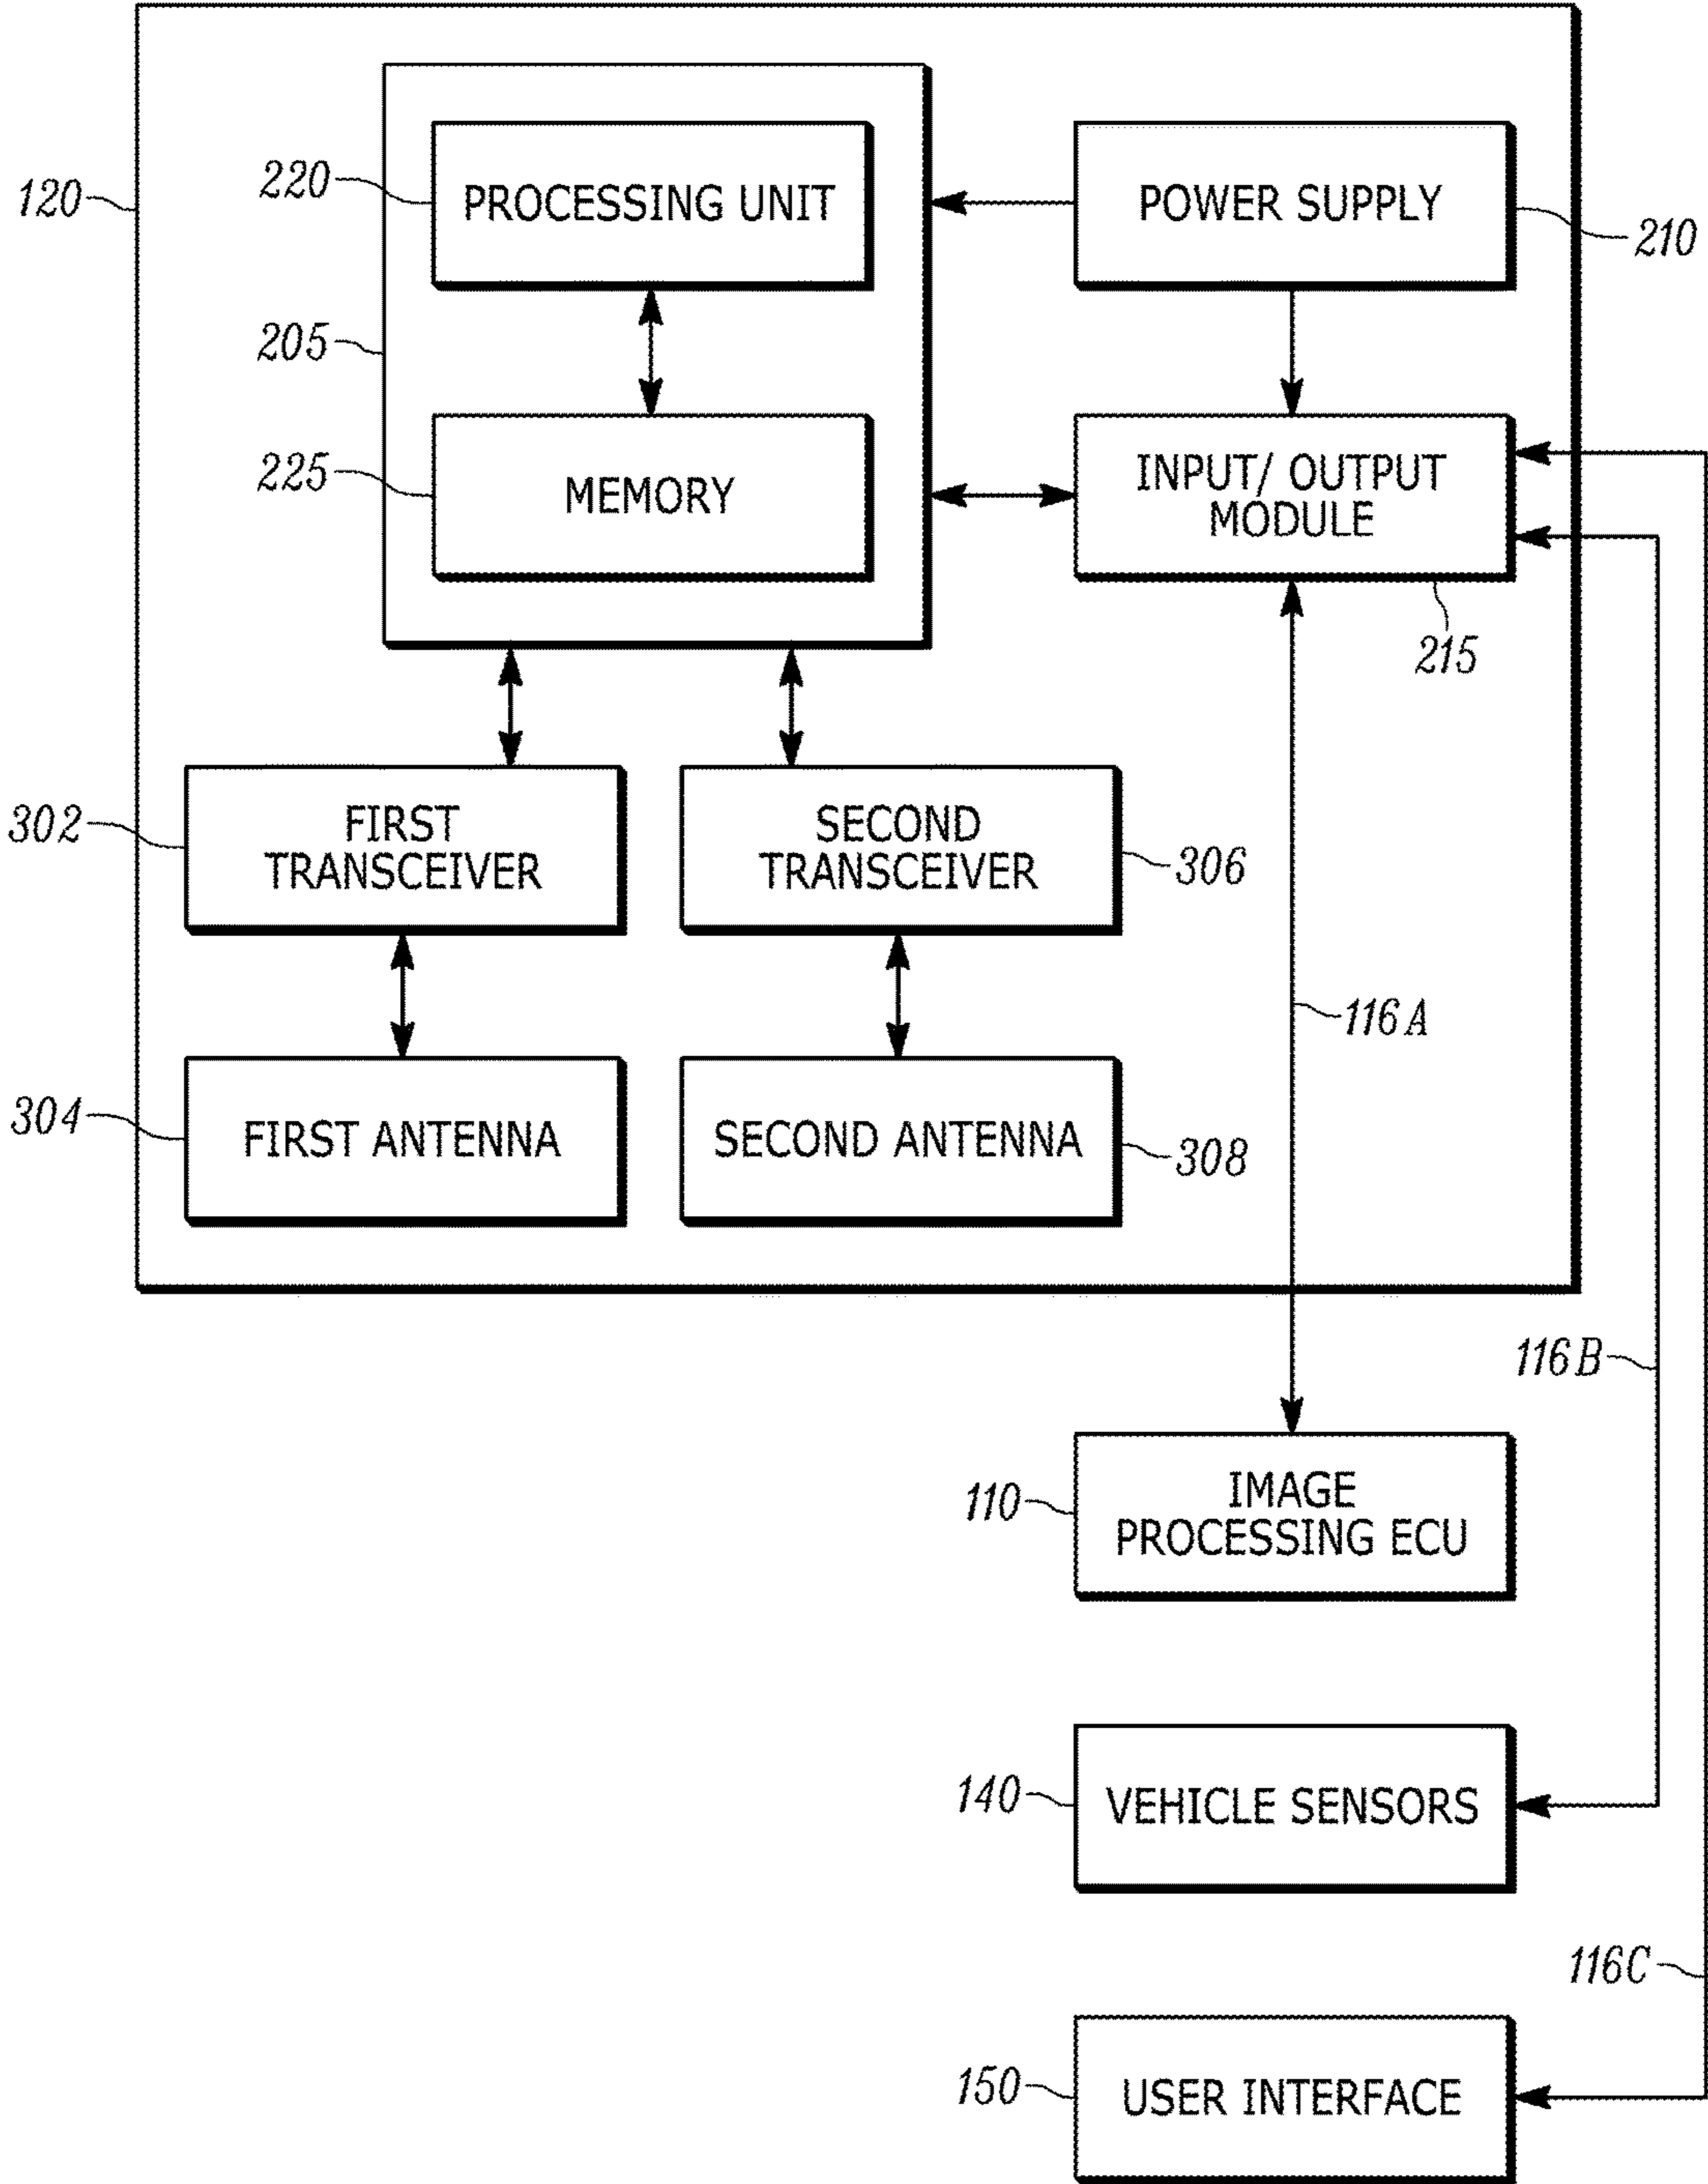 120
220
PROCESSING UNIT
POWER SUPPLY
210
205
225
MEMORY
INPUT/ OUTPUT
MODULE
215
302
FIRST
TRANSCEIVER
SECOND
TRANSCEIVER
306
116A
304
FIRST ANTENNA
SECOND ANTENNA
308
116B
110
IMAGE
PROCESSING ECU
140
VEHICLE SENSORS
116C
150
USER INTERFACE